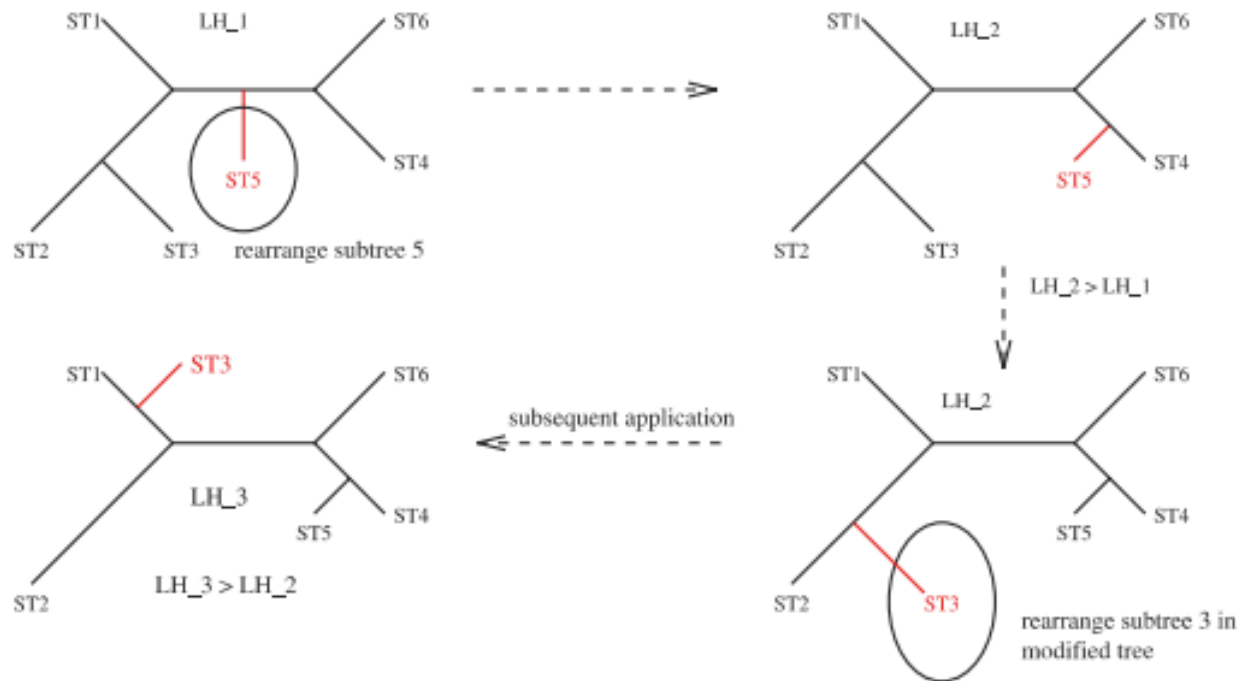 ST1
LH_1
ST6
ST5
ST4
ST2
ST3
rearrange subtree 5
LH_2
ST6
ST1
ST5
ST4
ST2
ST3
LH_2 > LH_1
ST1
ST3
ST6
LH_3
ST5
ST4
ST2
LH_3 > LH_2
subsequent application
ST1
LH_2
ST6
ST5
ST4
ST2
ST3
rearrange subtree 3 in
modified tree